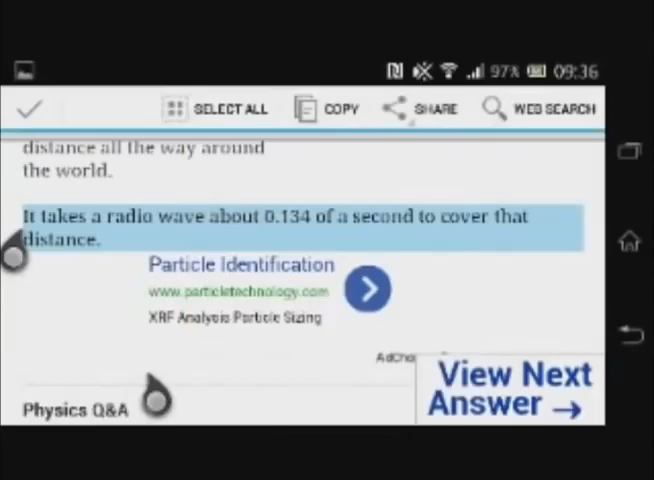 97% 09:36
SELECT ALL COPY SHARE WEB SEARCH
distance all the way around
the world.
It takes a radio wave about 0.134 of a second to cover that
distance.
Particle Identification
www.particletechnology.com
XRF Analysis Particle Sizing
View Next
Answer →
Physics Q&A